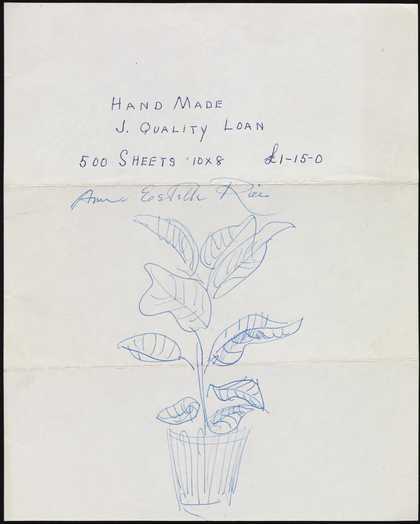 HAND MADE
J. QUALITY LOAN
500 SHEETS 10X8 £1-15-0
Anne Estelle Rice